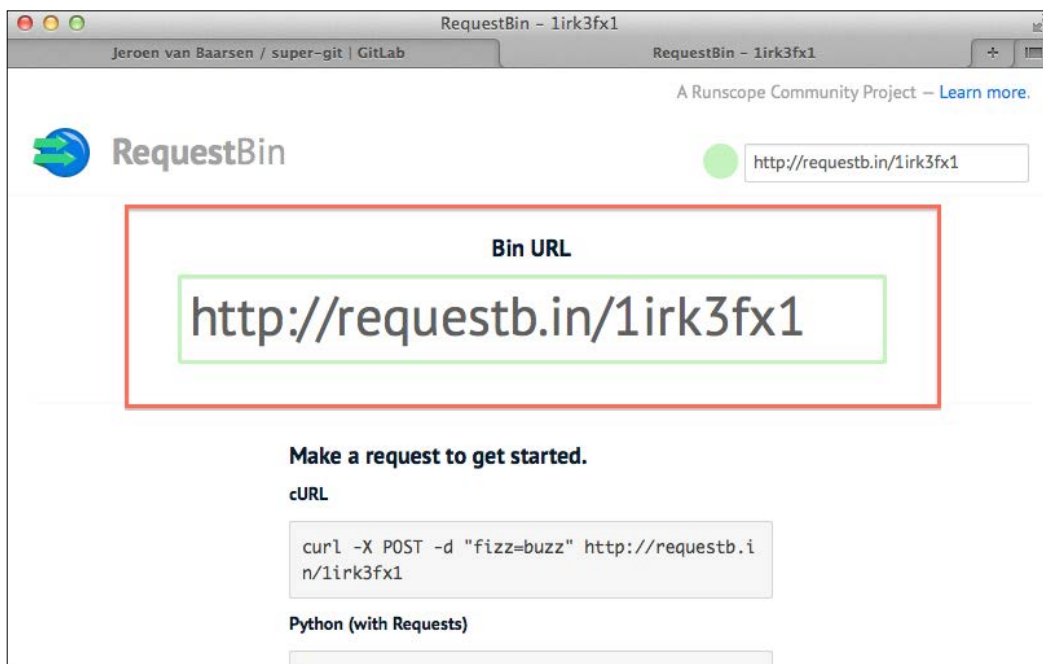 RequestBin – 1irk3fx1
Jeroen van Baarsen / super-git | GitLab
RequestBin – 1irk3fx1
A Runscope Community Project — Learn more.
RequestBin
http://requestb.in/1irk3fx1
Bin URL
http://requestb.in/1irk3fx1
Make a request to get started.
cURL
curl -X POST -d "fizz=buzz" http://requestb.i
n/1irk3fx1
Python (with Requests)